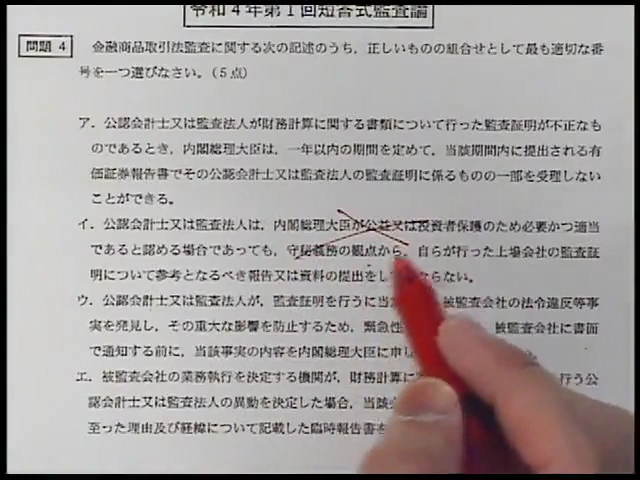 令和4年第1回短答式監査論
問題 4 金融商品取引法監査に関する次の記述のうち、正しいものの組合せとして最も適切な番
号を一つ選びなさい。（5点）
ア．公認会計士又は監査法人が財務計算に関する書類について行った監査証明が不正なも
のであるとき、内閣総理大臣は、一年以内の期間を定めて、当該期間内に提出される有
価証券報告書でその公認会計士又は監査法人の監査証明に係るものの一部を受理しない
ことができる。
イ．公認会計士又は監査法人は、内閣総理大臣が公益又は投資者保護のため必要かつ適当
であると認める場合であっても、守秘義務の観点から、自らが行った上場会社の監査証
明について参考となるべき報告又は資料の提出をし ならない。
ウ．公認会計士又は監査法人が、監査証明を行うに当 被監査会社の法令違反等事
実を発見し、その重大な影響を防止するため、緊急性 被監査会社に書面
で通知する前に、当該事実の内容を内閣総理大臣に申し
エ．被監査会社の業務執行を決定する機関が、財務計算に 行う公
認会計士又は監査法人の異動を決定した場合、当該
至った理由及び経緯について記載した臨時報告書を